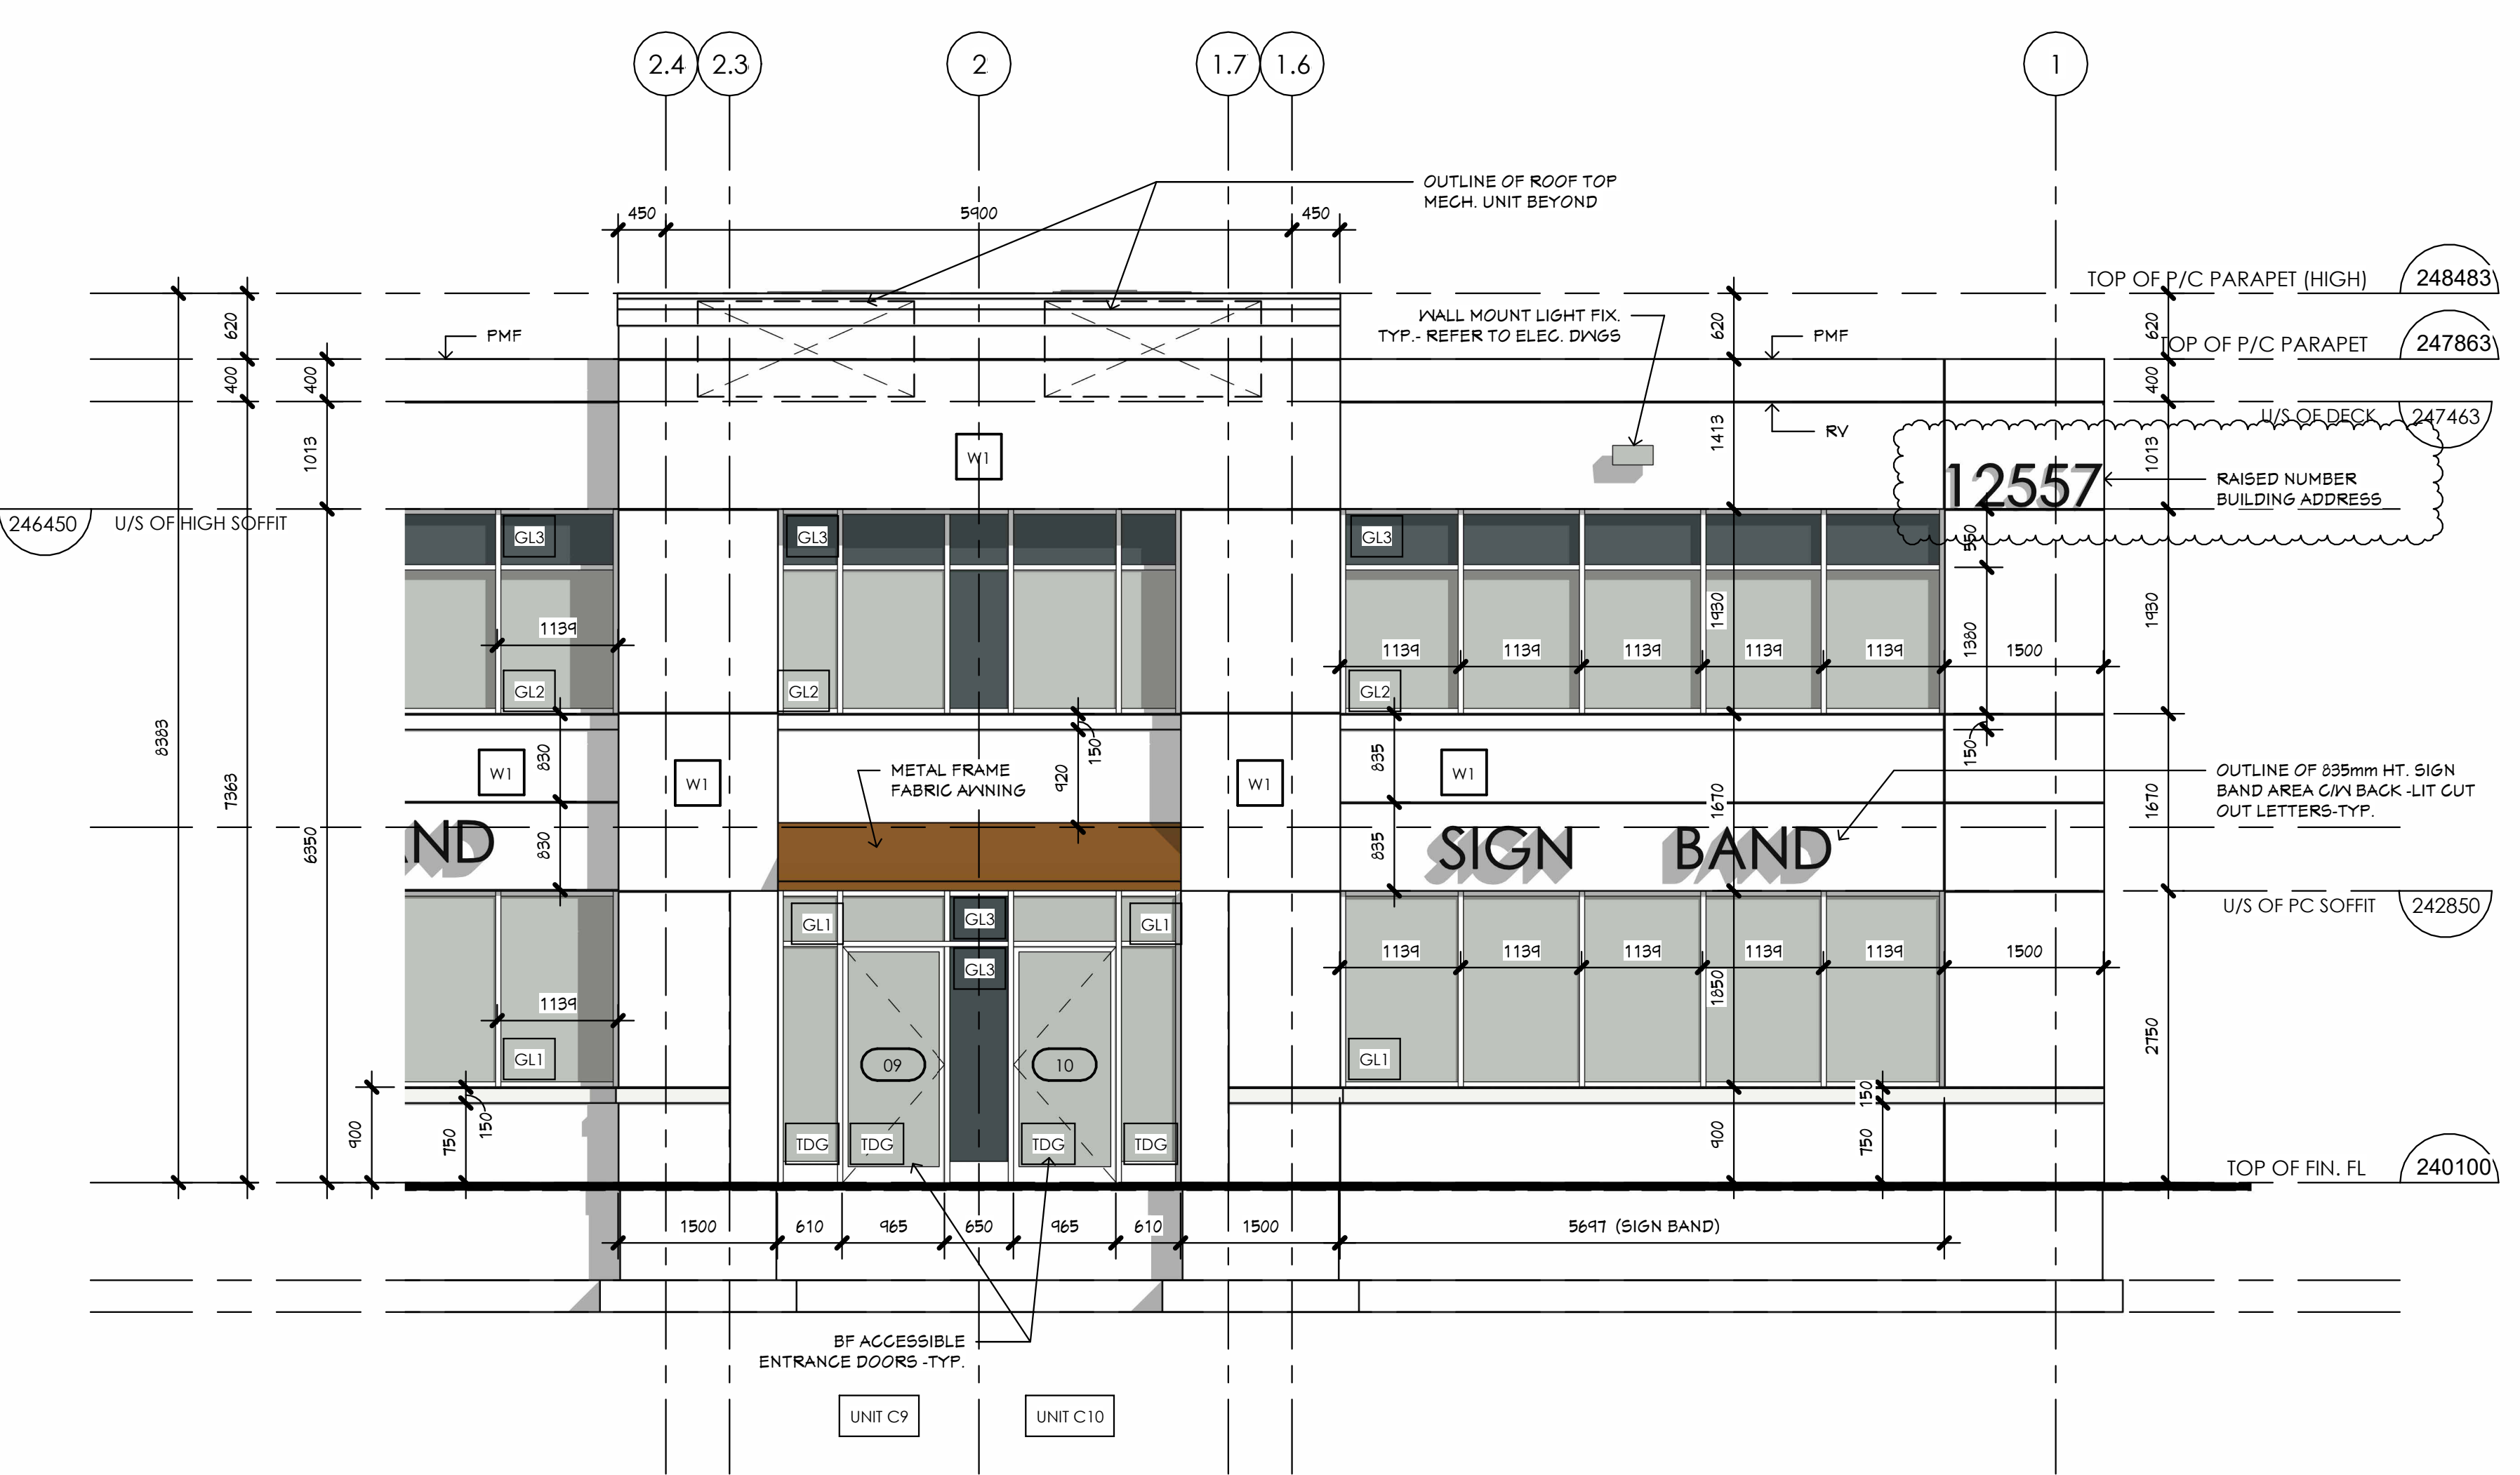 2.4 2.3 2 1.7 1.6 1
OUTLINE OF ROOF TOP
MECH. UNIT BEYOND
450 5900 450
TOP OF P/C PARAPET (HIGH) 248483
WALL MOUNT LIGHT FIX.
TYP.- REFER TO ELEC. DWGS
620 PMF 620 PMF 620
TOP OF P/C PARAPET 247863
400 400 400
U/S OF DECK 247463
1013 1413 RV 1013
W1
12557
RAISED NUMBER
BUILDING ADDRESS
246450 U/S OF HIGH SOFFIT
GL3 GL3 GL3 550
1139 1930 1380 1930
1139 1139 1139 1139 1139 1500
GL2 GL2 GL2
8383 7363 6350
830 150 920 835 150
W1 W1 W1 W1
METAL FRAME
FABRIC AWNING
1670 1670
OUTLINE OF 835mm HT. SIGN
BAND AREA C/W BACK -LIT CUT
OUT LETTERS-TYP.
ND 830 835 SIGN BAND
U/S OF PC SOFFIT 242850
GL1 GL3 GL1
GL3
1139 1139 1139 1139 1139 1500
1139 1850
GL1 09 10 GL1 2750
900 750 150 900 750 150
TDG TDG TDG TDG
TOP OF FIN. FL 240100
1500 610 965 650 965 610 1500 5697 (SIGN BAND)
BF ACCESSIBLE
ENTRANCE DOORS -TYP.
UNIT C9 UNIT C10